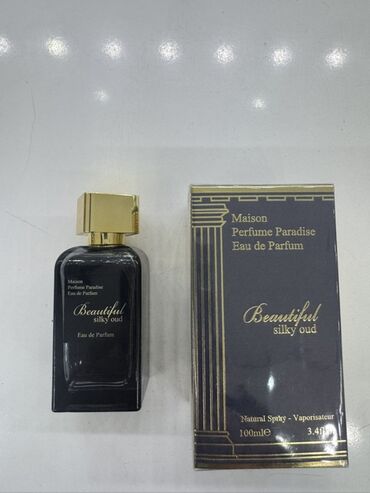 Maison
Perfume Paradise
Eau de Parfum
Beautiful
silky oud
Eau de Parfum
Maison
Perfume Paradise
Eau de Parfum
Beautiful
silky oud
Natural Spray - Vaporisateur
100ml℮ 3.4fl